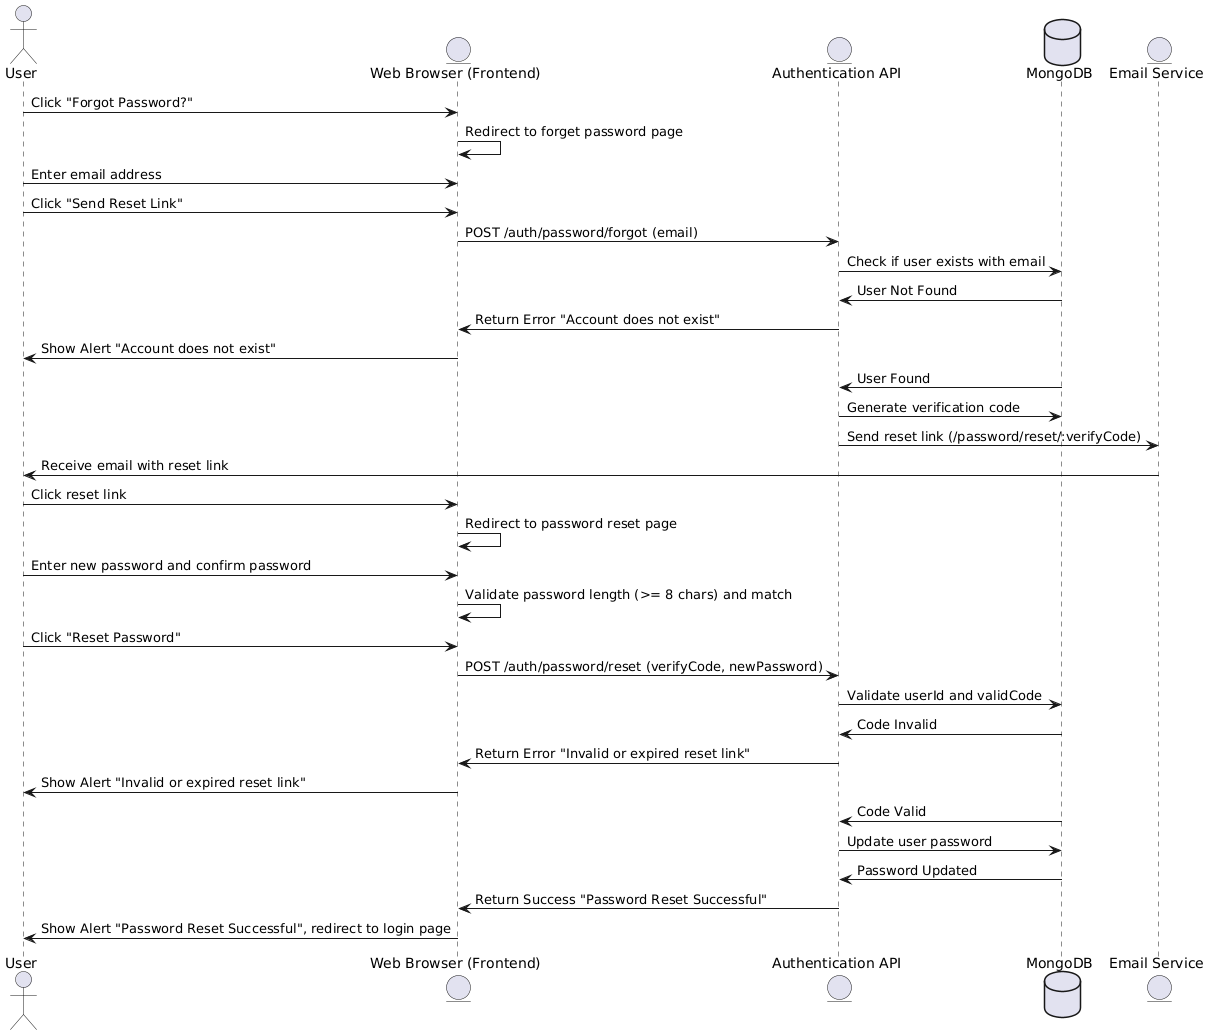 User
Web Browser (Frontend)
Authentication API
MongoDB
Email Service
Click "Forgot Password?"
Redirect to forget password page
Enter email address
Click "Send Reset Link"
POST /auth/password/forgot (email)
Check if user exists with email
User Not Found
Return Error "Account does not exist"
Show Alert "Account does not exist"
User Found
Generate verification code
Send reset link (/password/reset/:verifyCode)
Receive email with reset link
Click reset link
Redirect to password reset page
Enter new password and confirm password
Validate password length (>= 8 chars) and match
Click "Reset Password"
POST /auth/password/reset (verifyCode, newPassword)
Validate userId and validCode
Code Invalid
Return Error "Invalid or expired reset link"
Show Alert "Invalid or expired reset link"
Code Valid
Update user password
Password Updated
Return Success "Password Reset Successful"
Show Alert "Password Reset Successful", redirect to login page
User
Web Browser (Frontend)
Authentication API
MongoDB
Email Service